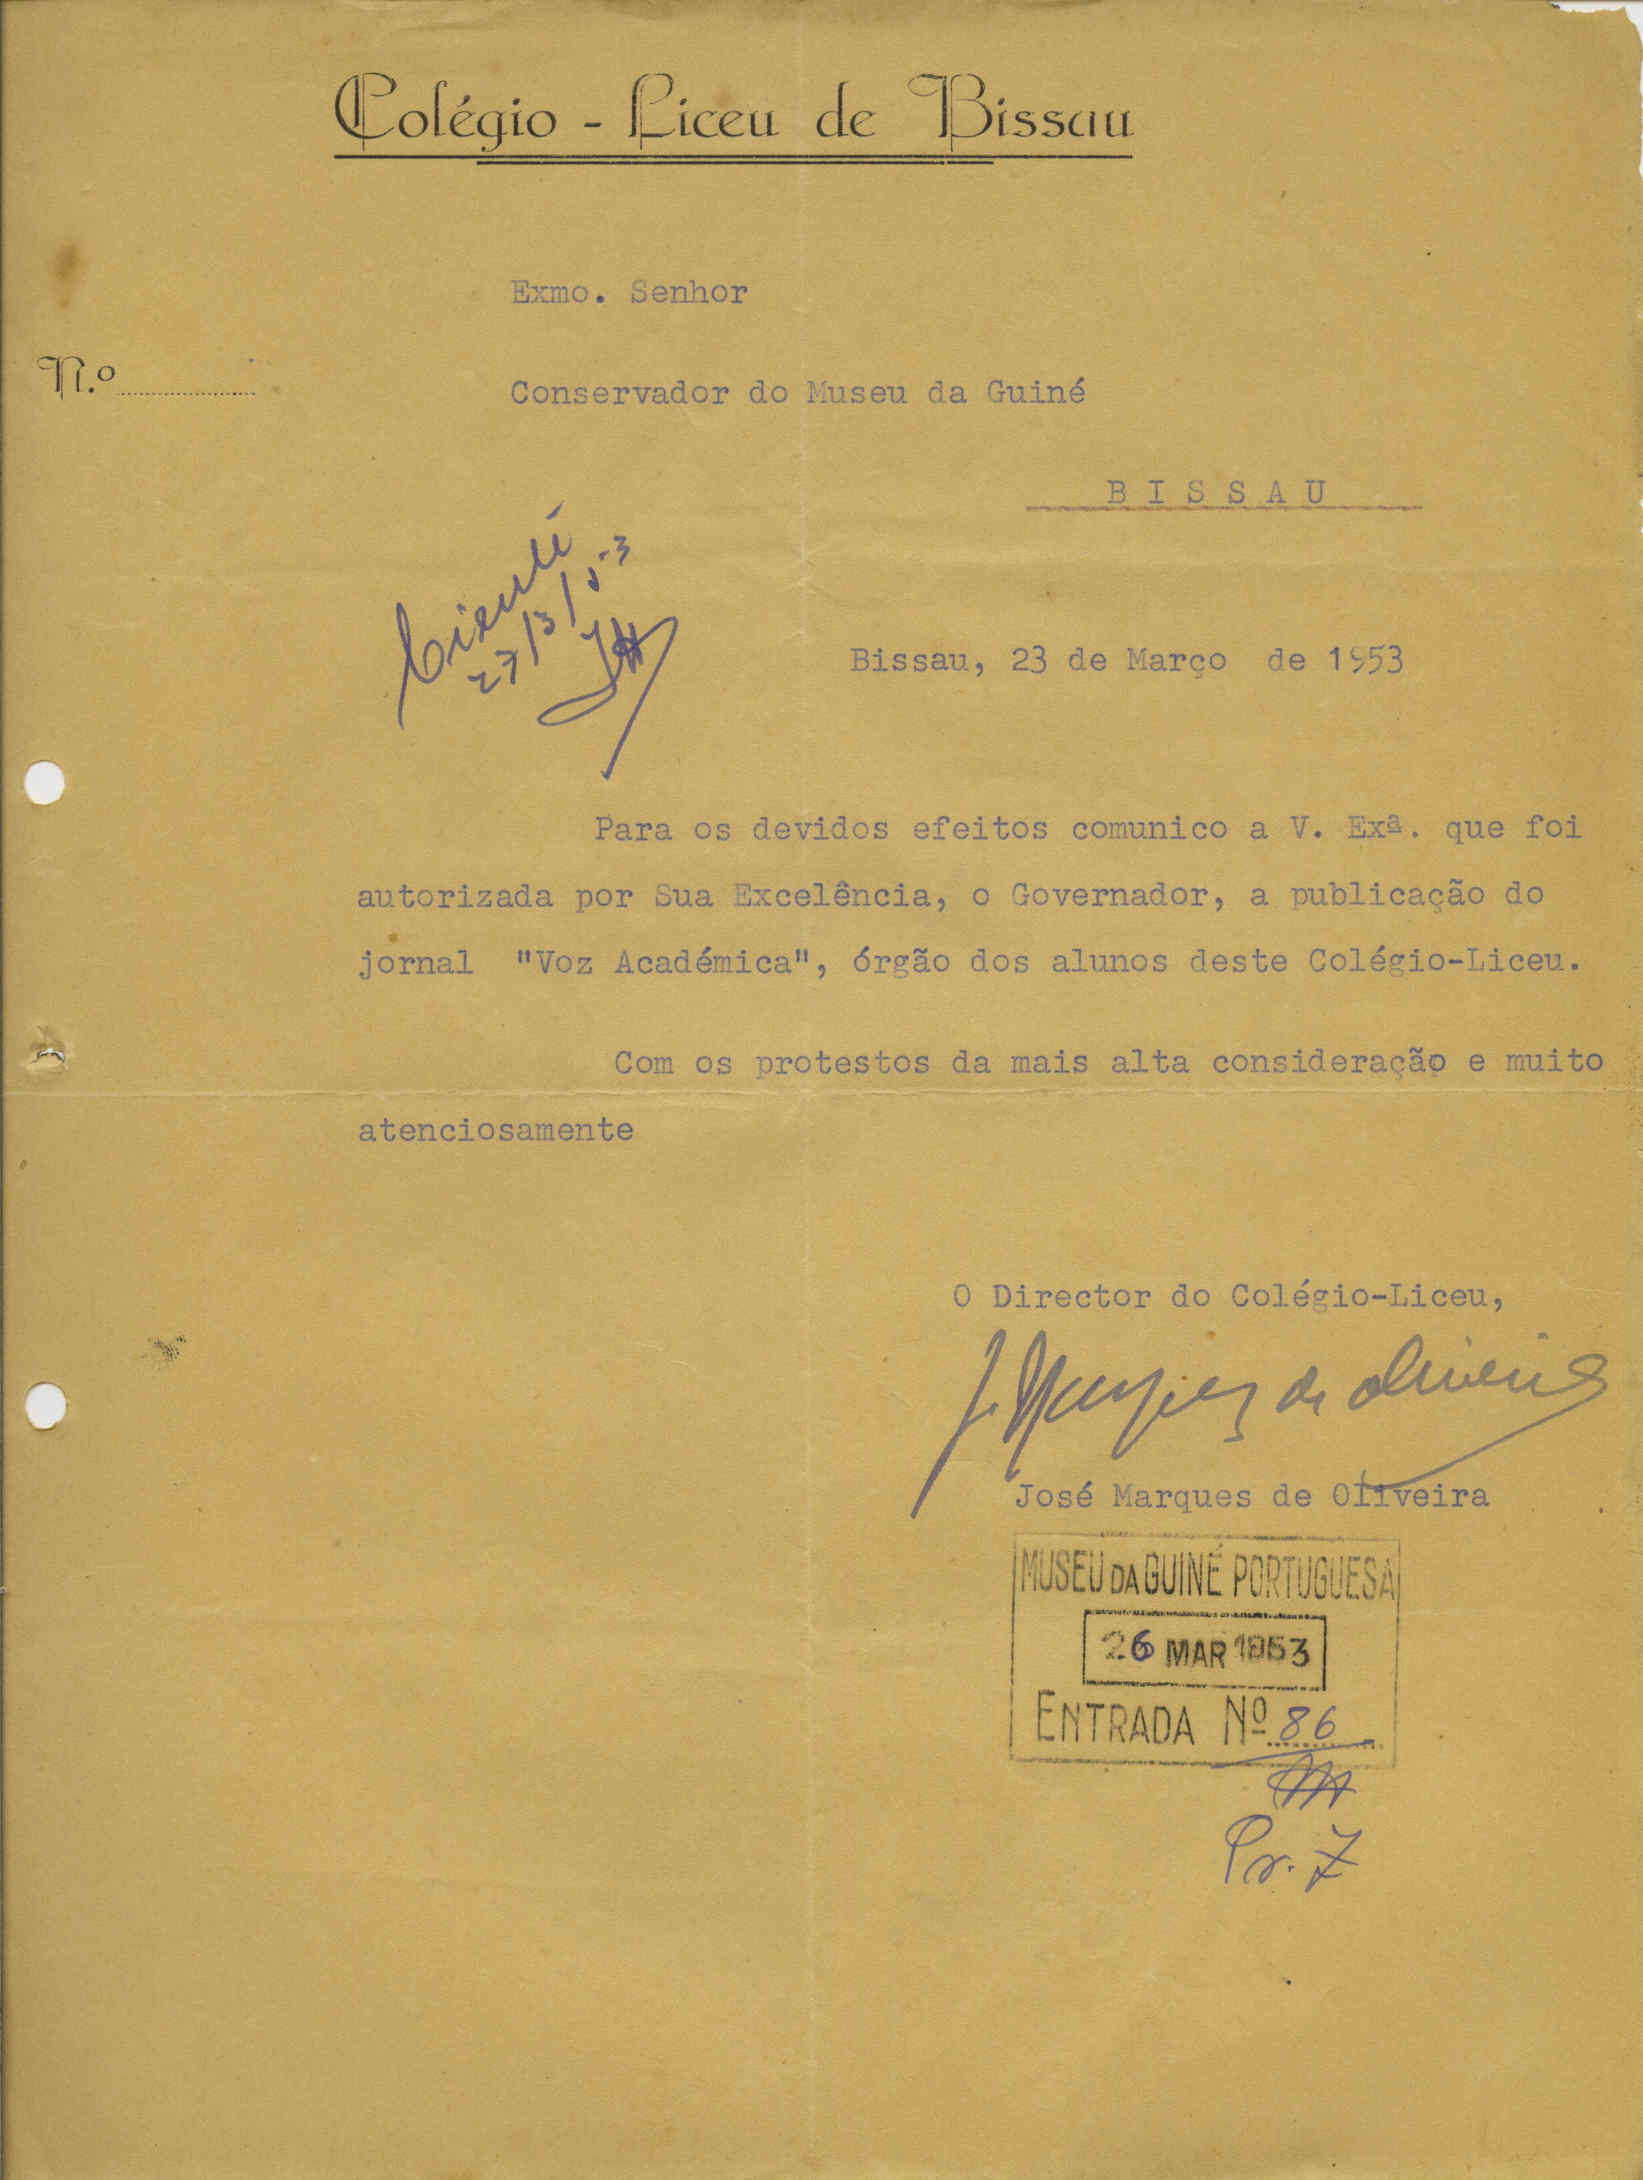 Colégio - Liceu de Bissau
Exmo. Senhor
N.º
Conservador do Museu da Guiné
B I S S A U
27/3/53
Bissau, 23 de Março de 1953
Para os devidos efeitos comunico a V. Exª. que foi
autorizada por Sua Excelência, o Governador, a publicação do
jornal "Voz Académica", órgão dos alunos deste Colégio-Liceu.
Com os protestos da mais alta consideração e muito
atenciosamente
O Director do Colégio-Liceu,
J. Marques de Oliveira
José Marques de Oliveira
MUSEU DA GUINÉ PORTUGUESA
26 MAR 1953
ENTRADA Nº 86
Pr. 7